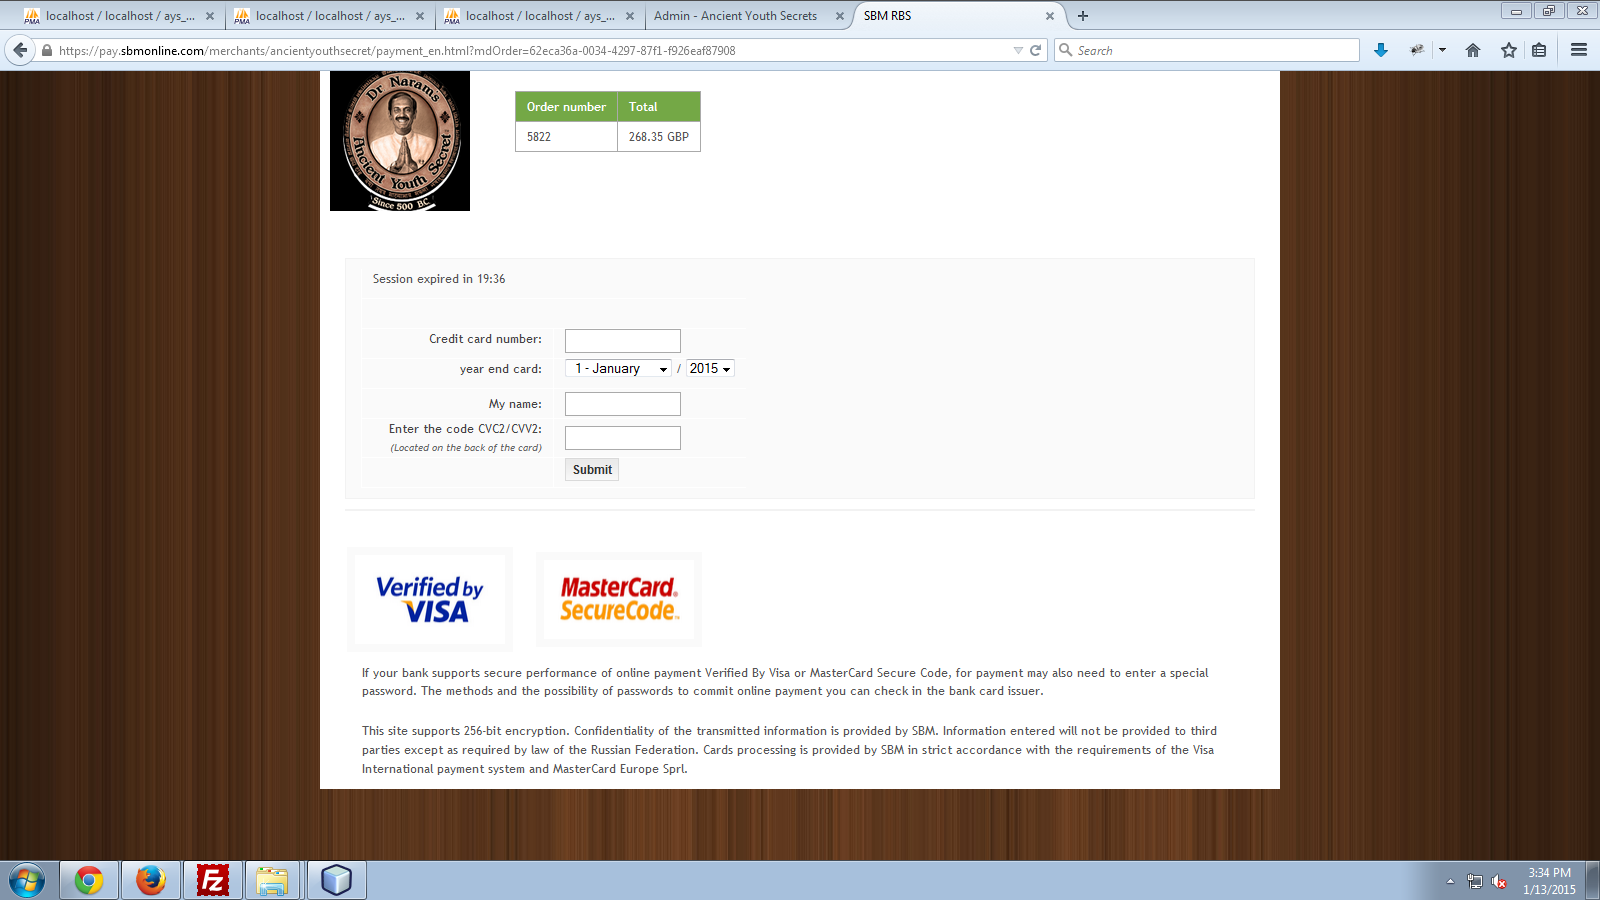 localhost / localhost / ays_...
localhost / localhost / ays_...
localhost / localhost / ays_...
Admin - Ancient Youth Secrets
SBM RBS
https://pay.sbmonline.com/merchants/ancientyouthsecret/payment_en.html?mdOrder=62eca36a-0034-4297-87f1-f926eaf87908
Search
Dr Narams
Ancient Youth Secret
Since 500 BC
Order number Total
5822 268.35 GBP
Session expired in 19:36
Credit card number:
year end card: 1 - January / 2015
My name:
Enter the code CVC2/CVV2:
(Located on the back of the card)
Submit
Verified by
VISA
MasterCard®
SecureCode™
If your bank supports secure performance of online payment Verified By Visa or MasterCard Secure Code, for payment may also need to enter a special
password. The methods and the possibility of passwords to commit online payment you can check in the bank card issuer.
This site supports 256-bit encryption. Confidentiality of the transmitted information is provided by SBM. Information entered will not be provided to third
parties except as required by law of the Russian Federation. Cards processing is provided by SBM in strict accordance with the requirements of the Visa
International payment system and MasterCard Europe Sprl.
3:34 PM
1/13/2015